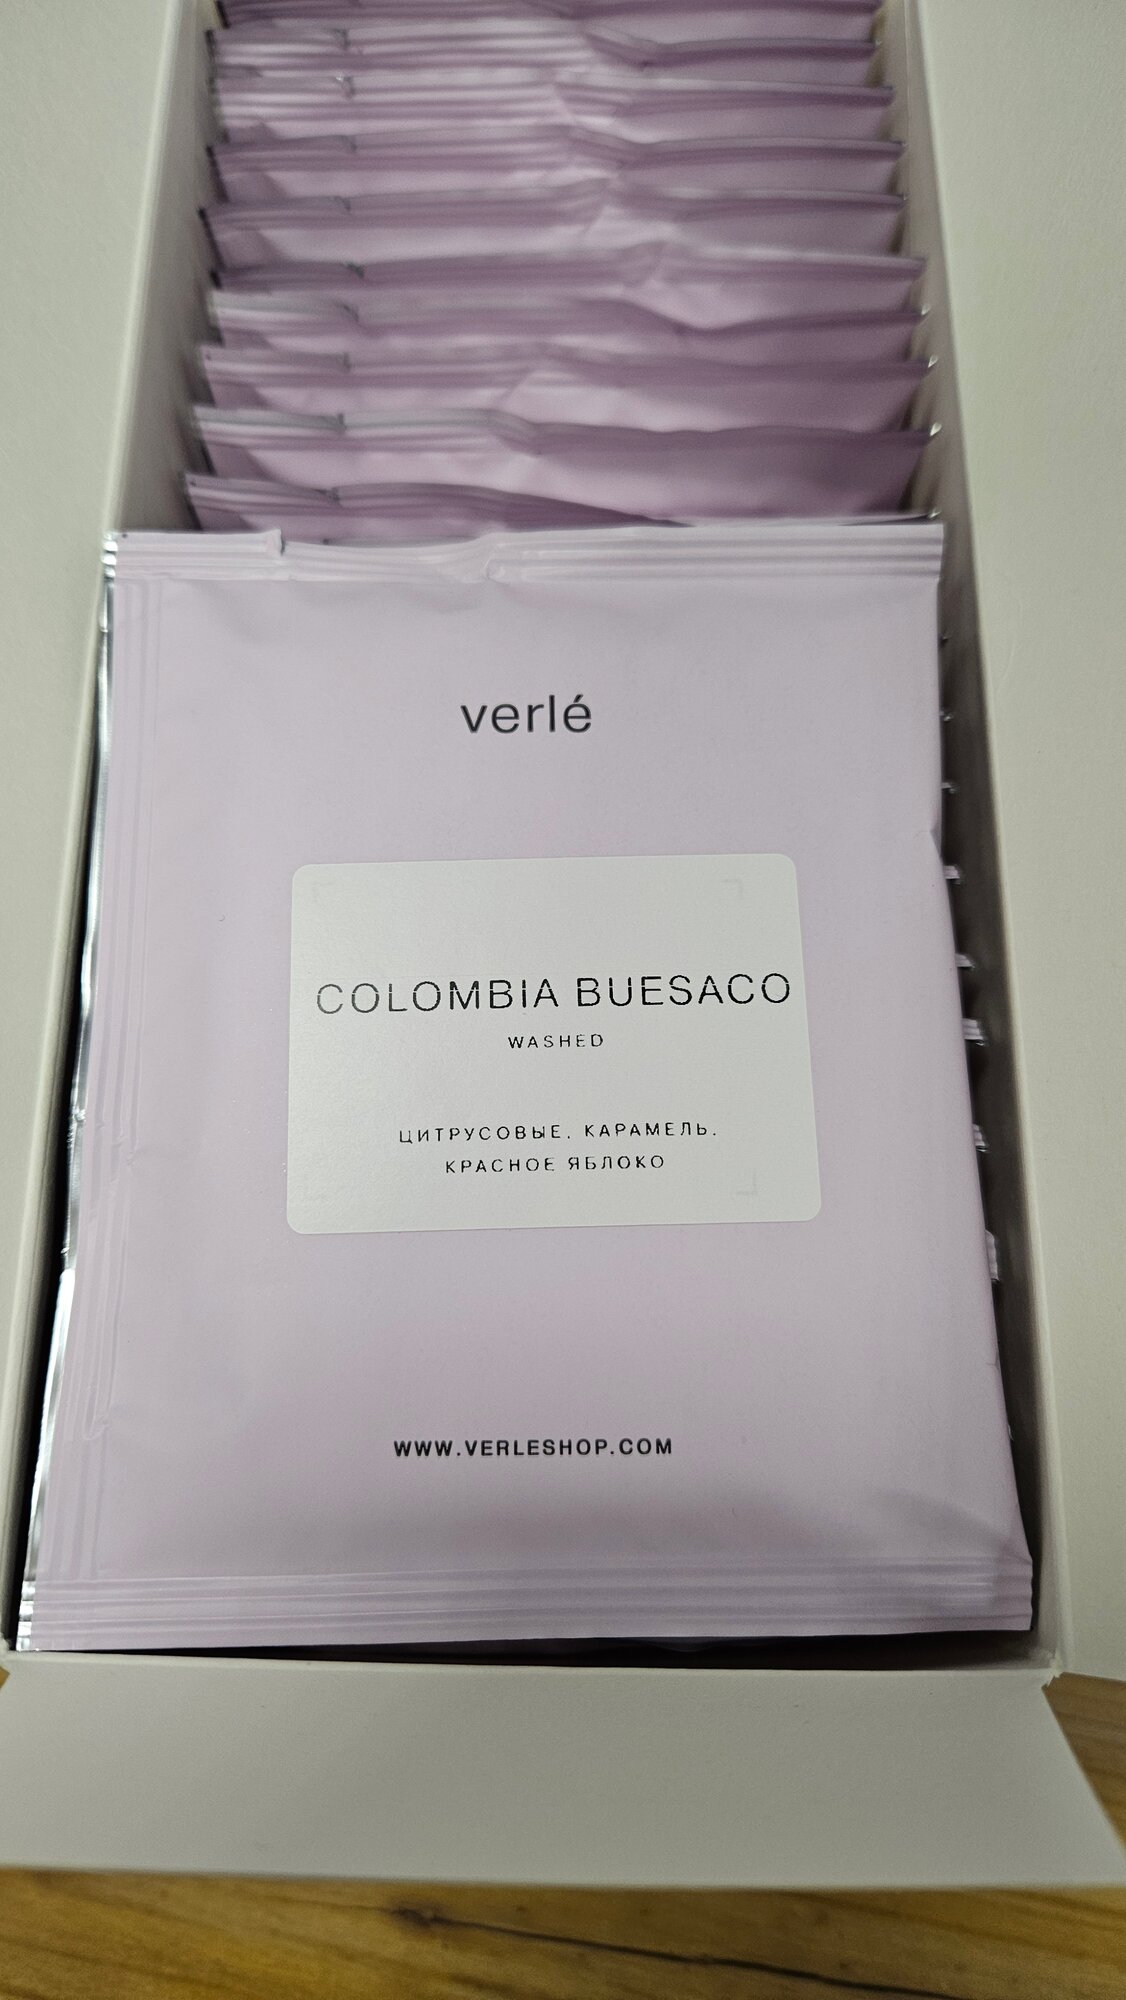 verlé
COLOMBIA BUESACO
WASHED
ЦИТРУСОВЫЕ, КАРАМЕЛЬ,
КРАСНОЕ ЯБЛОКО
WWW.VERLESHOP.COM